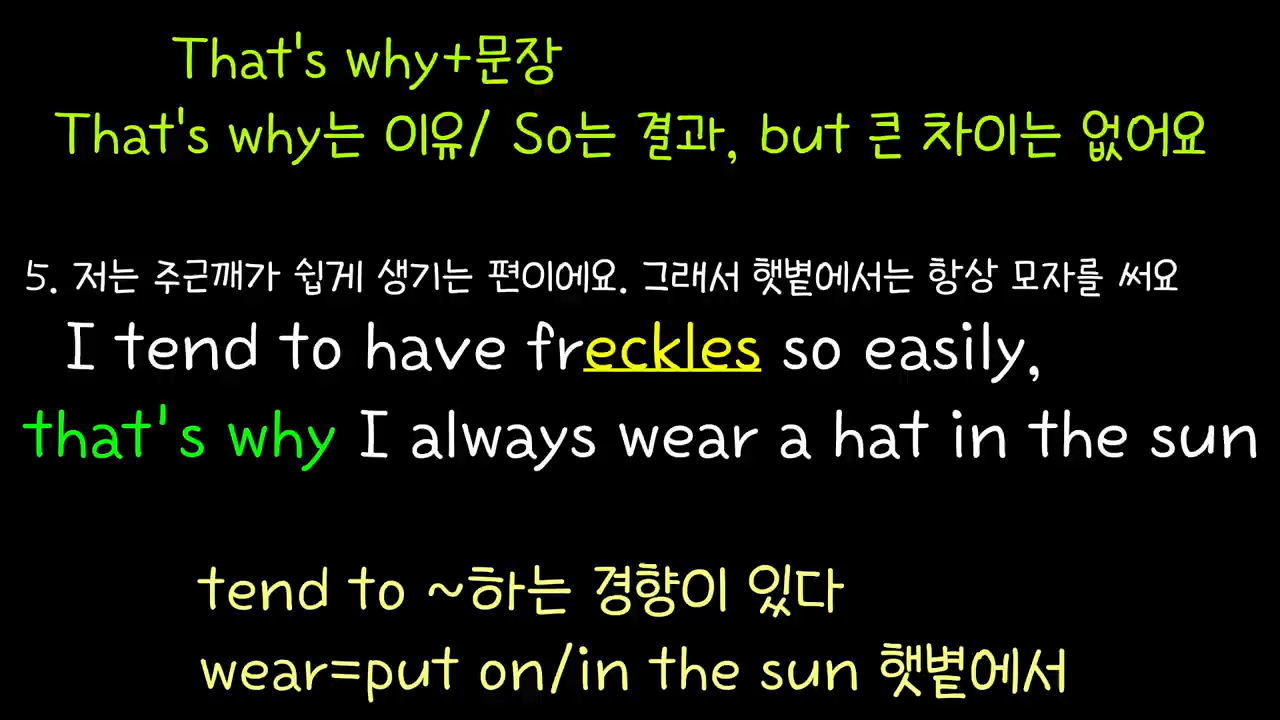 That's why+문장
That's why는 이유/ So는 결과, but 큰 차이는 없어요
5. 저는 주근깨가 쉽게 생기는 편이에요. 그래서 햇볕에서는 항상 모자를 써요
I tend to have freckles so easily,
that's why I always wear a hat in the sun
tend to ~하는 경향이 있다
wear=put on/in the sun 햇볕에서